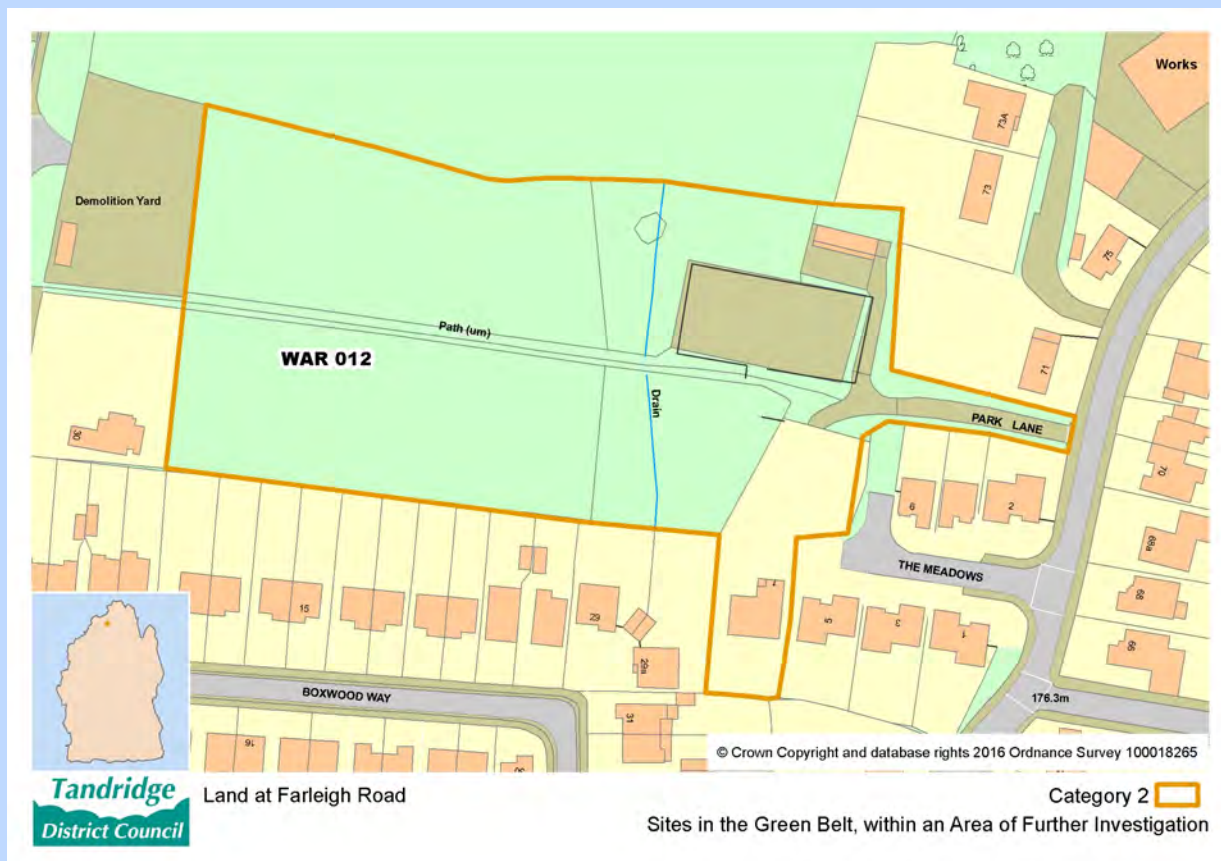 Works
73A
73
75
Demolition Yard
Path (um)
WAR 012
71
Drain
PARK LANE
70
30
6
2
68a
THE MEADOWS
7
68
15
29
5
3
1
66
29a
BOXWOOD WAY
176.3m
31
16
© Crown Copyright and database rights 2016 Ordnance Survey 100018265
Tandridge
District Council
Land at Farleigh Road
Category 2
Sites in the Green Belt, within an Area of Further Investigation